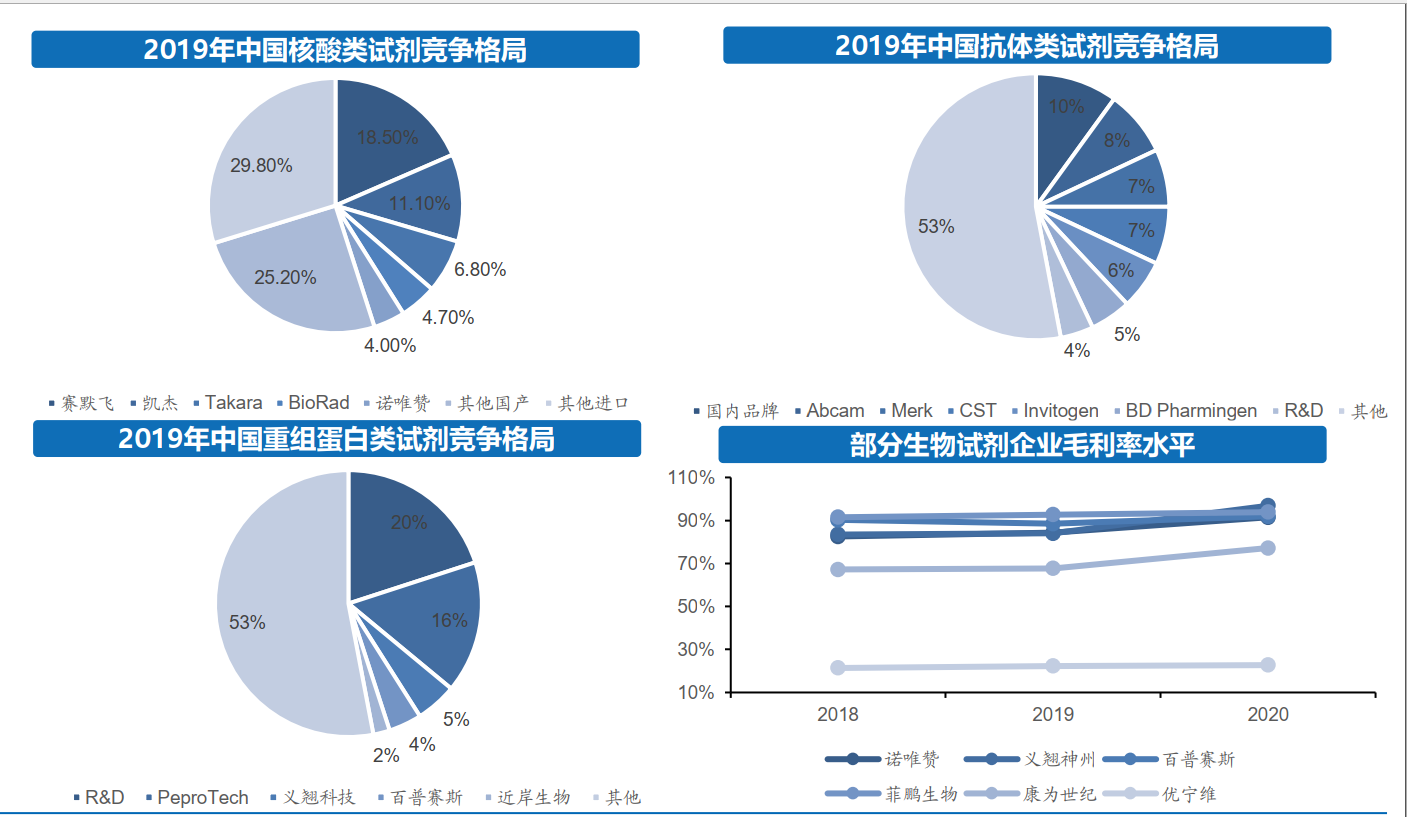 2019年中国核酸类试剂竞争格局
18.50%
11.10%
6.80%
4.70%
4.00%
25.20%
29.80%
赛默飞 凯杰 Takara BioRad 诺唯赞 其他国产 其他进口
2019年中国抗体类试剂竞争格局
10%
8%
7%
7%
6%
5%
4%
53%
国内品牌 Abcam Merk CST Invitogen BD Pharmingen R&D 其他
2019年中国重组蛋白类试剂竞争格局
20%
16%
5%
4%
2%
53%
R&D PeproTech 义翘科技 百普赛斯 近岸生物 其他
部分生物试剂企业毛利率水平
110%
90%
70%
50%
30%
10%
2018 2019 2020
诺唯赞 义翘神州 百普赛斯
菲鹏生物 康为世纪 优宁维